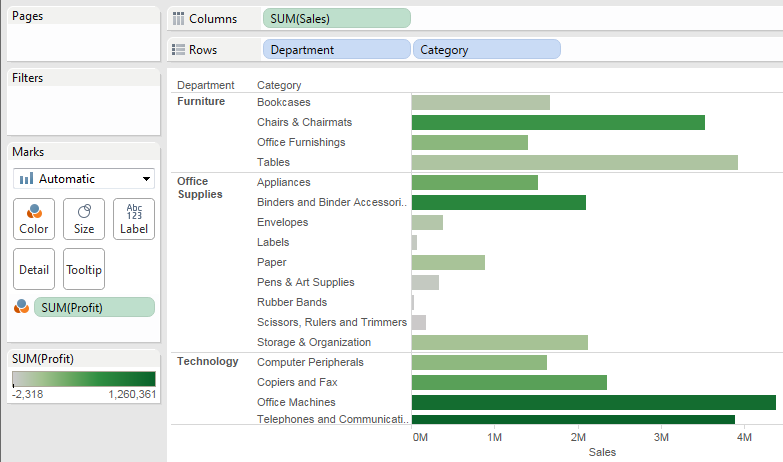 Pages
Columns
SUM(Sales)
Rows
Department
Category
Filters
Marks
Automatic
Color
Size
Abc
123
Label
Detail
Tooltip
SUM(Profit)
SUM(Profit)
-2,318
1,260,361
Department
Category
Furniture
Bookcases
Chairs & Chairmats
Office Furnishings
Tables
Office
Supplies
Appliances
Binders and Binder Accessori..
Envelopes
Labels
Paper
Pens & Art Supplies
Rubber Bands
Scissors, Rulers and Trimmers
Storage & Organization
Technology
Computer Peripherals
Copiers and Fax
Office Machines
Telephones and Communicati..
0M
1M
2M
3M
4M
Sales